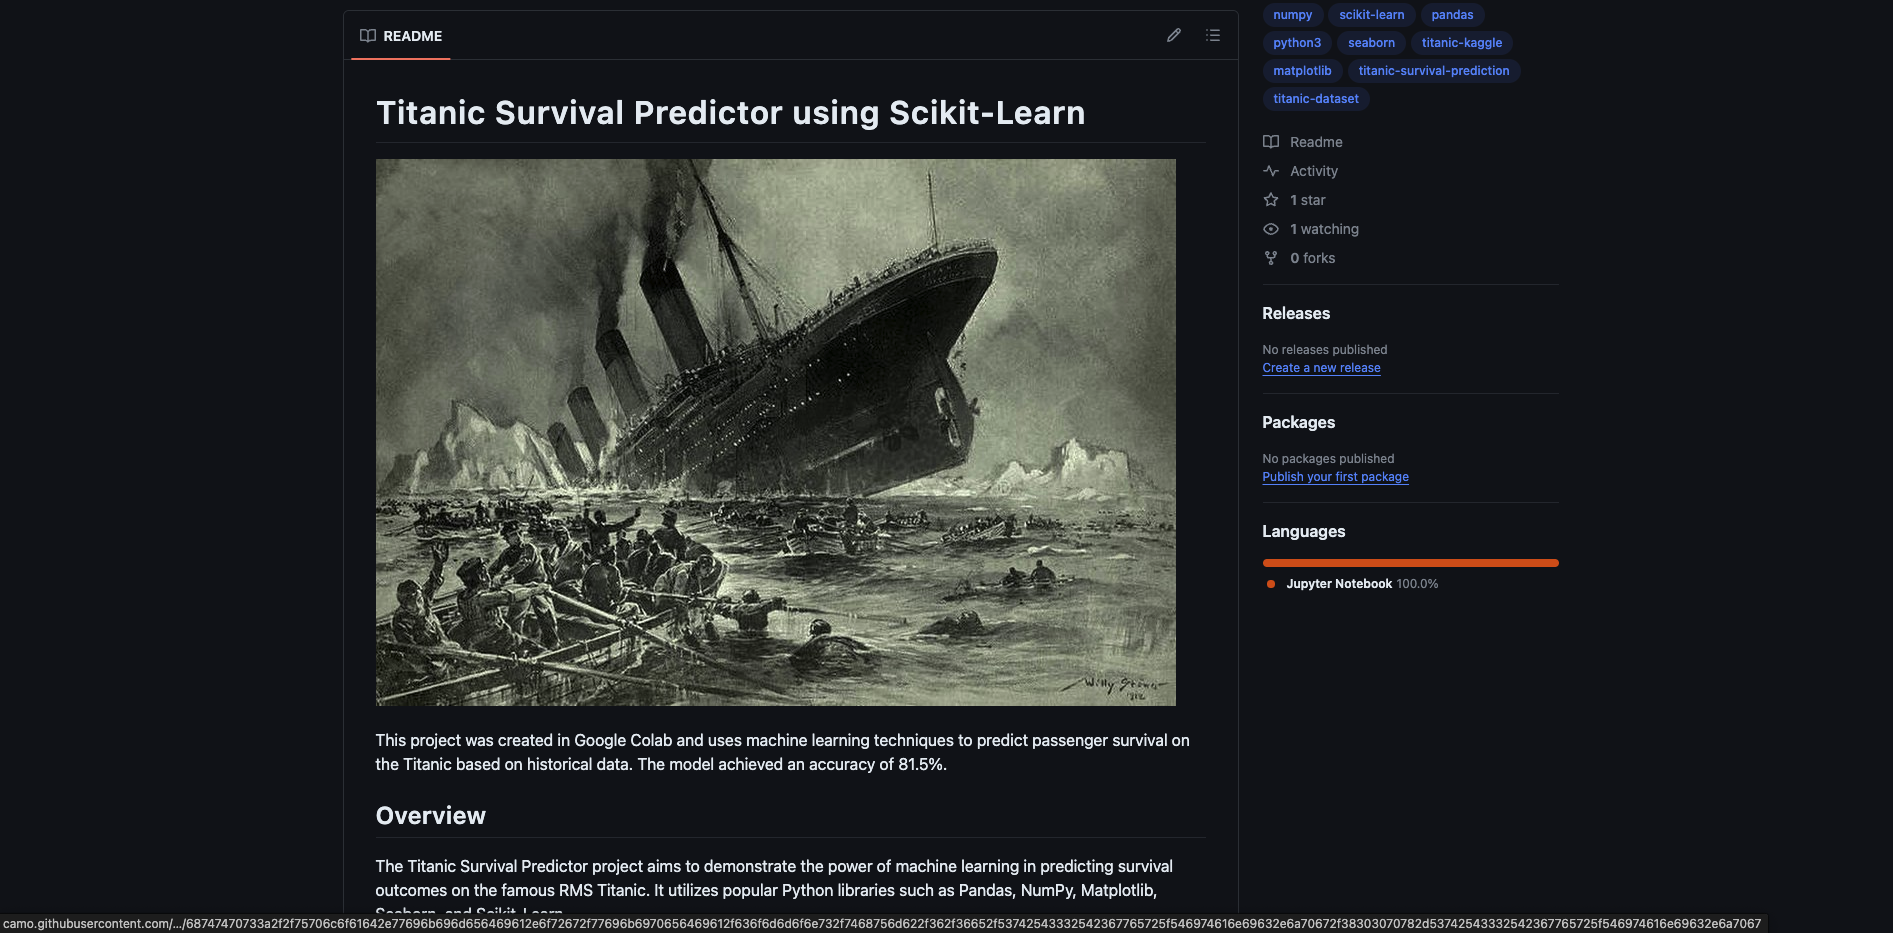 README
Titanic Survival Predictor using Scikit-Learn
Willy Stöwer
1912
This project was created in Google Colab and uses machine learning techniques to predict passenger survival on
the Titanic based on historical data. The model achieved an accuracy of 81.5%.
Overview
The Titanic Survival Predictor project aims to demonstrate the power of machine learning in predicting survival
outcomes on the famous RMS Titanic. It utilizes popular Python libraries such as Pandas, NumPy, Matplotlib,
Seaborn, and Scikit-Learn
numpy scikit-learn pandas
python3 seaborn titanic-kaggle
matplotlib titanic-survival-prediction
titanic-dataset
Readme
Activity
1 star
1 watching
0 forks
Releases
No releases published
Create a new release
Packages
No packages published
Publish your first package
Languages
Jupyter Notebook 100.0%